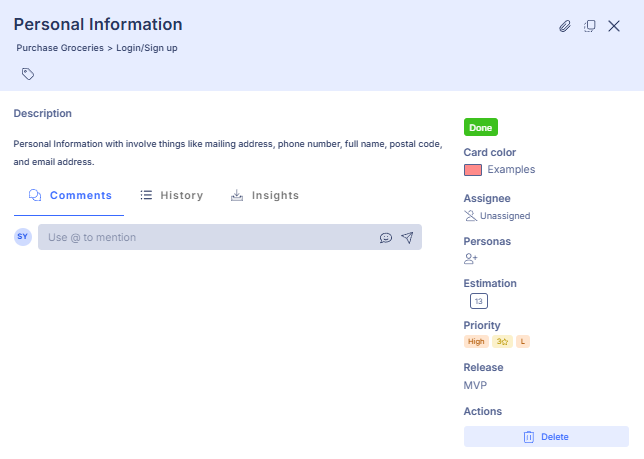 Personal Information
Purchase Groceries > Login/Sign up
Description
Personal Information with involve things like mailing address, phone number, full name, postal code,
and email address.
Comments History Insights
SY Use @ to mention
Done
Card color
Examples
Assignee
Unassigned
Personas
Estimation
13
Priority
High 3 L
Release
MVP
Actions
Delete